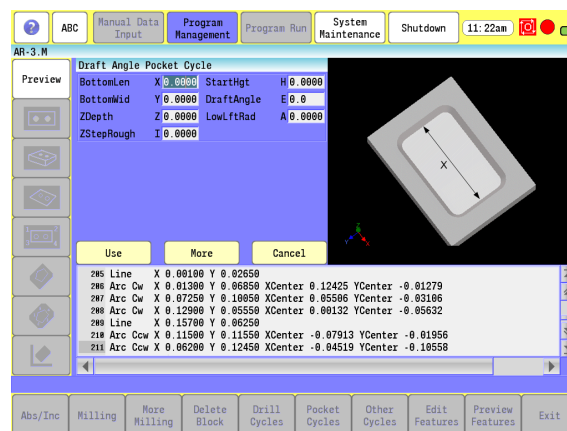 ? ABC Manual Data Input Program Management Program Run System Maintenance Shutdown 11:22am
AR-3.M
Preview
Draft Angle Pocket Cycle
BottomLen X 0.0000 StartHgt H 0.0000
BottomWid Y 0.0000 DraftAngle E 0.0
ZDepth Z 0.0000 LowLftRad A 0.0000
ZStepRough I 0.0000
X
Z
Y X
Use More Cancel
205 Line X 0.00100 Y 0.02650
206 Arc Cw X 0.01300 Y 0.06850 XCenter 0.12425 YCenter -0.01279
207 Arc Cw X 0.07250 Y 0.10050 XCenter 0.05506 YCenter -0.03106
208 Arc Cw X 0.12900 Y 0.05550 XCenter 0.00132 YCenter -0.05632
209 Line X 0.15700 Y 0.06250
210 Arc Ccw X 0.11500 Y 0.11550 XCenter -0.07913 YCenter -0.01956
211 Arc Ccw X 0.06200 Y 0.12450 XCenter -0.04519 YCenter -0.10558
Abs/Inc Milling More Milling Delete Block Drill Cycles Pocket Cycles Other Cycles Edit Features Preview Features Exit